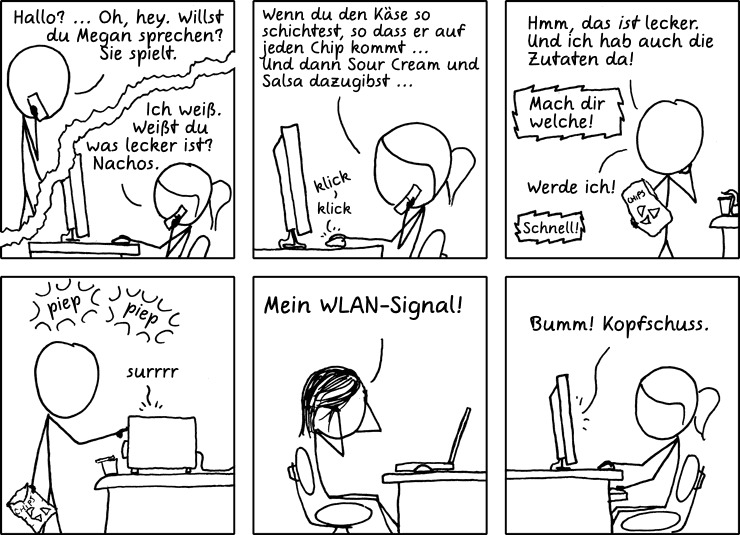 Hallo? ... Oh, hey. Willst
du Megan sprechen?
Sie spielt.
Ich weiß.
Weißt du
was lecker ist?
Nachos.
Wenn du den Käse so
schichtest, so dass er auf
jeden Chip kommt ...
Und dann Sour Cream und
Salsa dazugibst ...
klick
klick
Hmm, das ist lecker.
Und ich hab auch die
Zutaten da!
Mach dir
welche!
Werde ich!
CHIPS
Schnell!
piep
piep
surrrr
CHIPS
Mein WLAN-Signal!
Bumm! Kopfschuss.